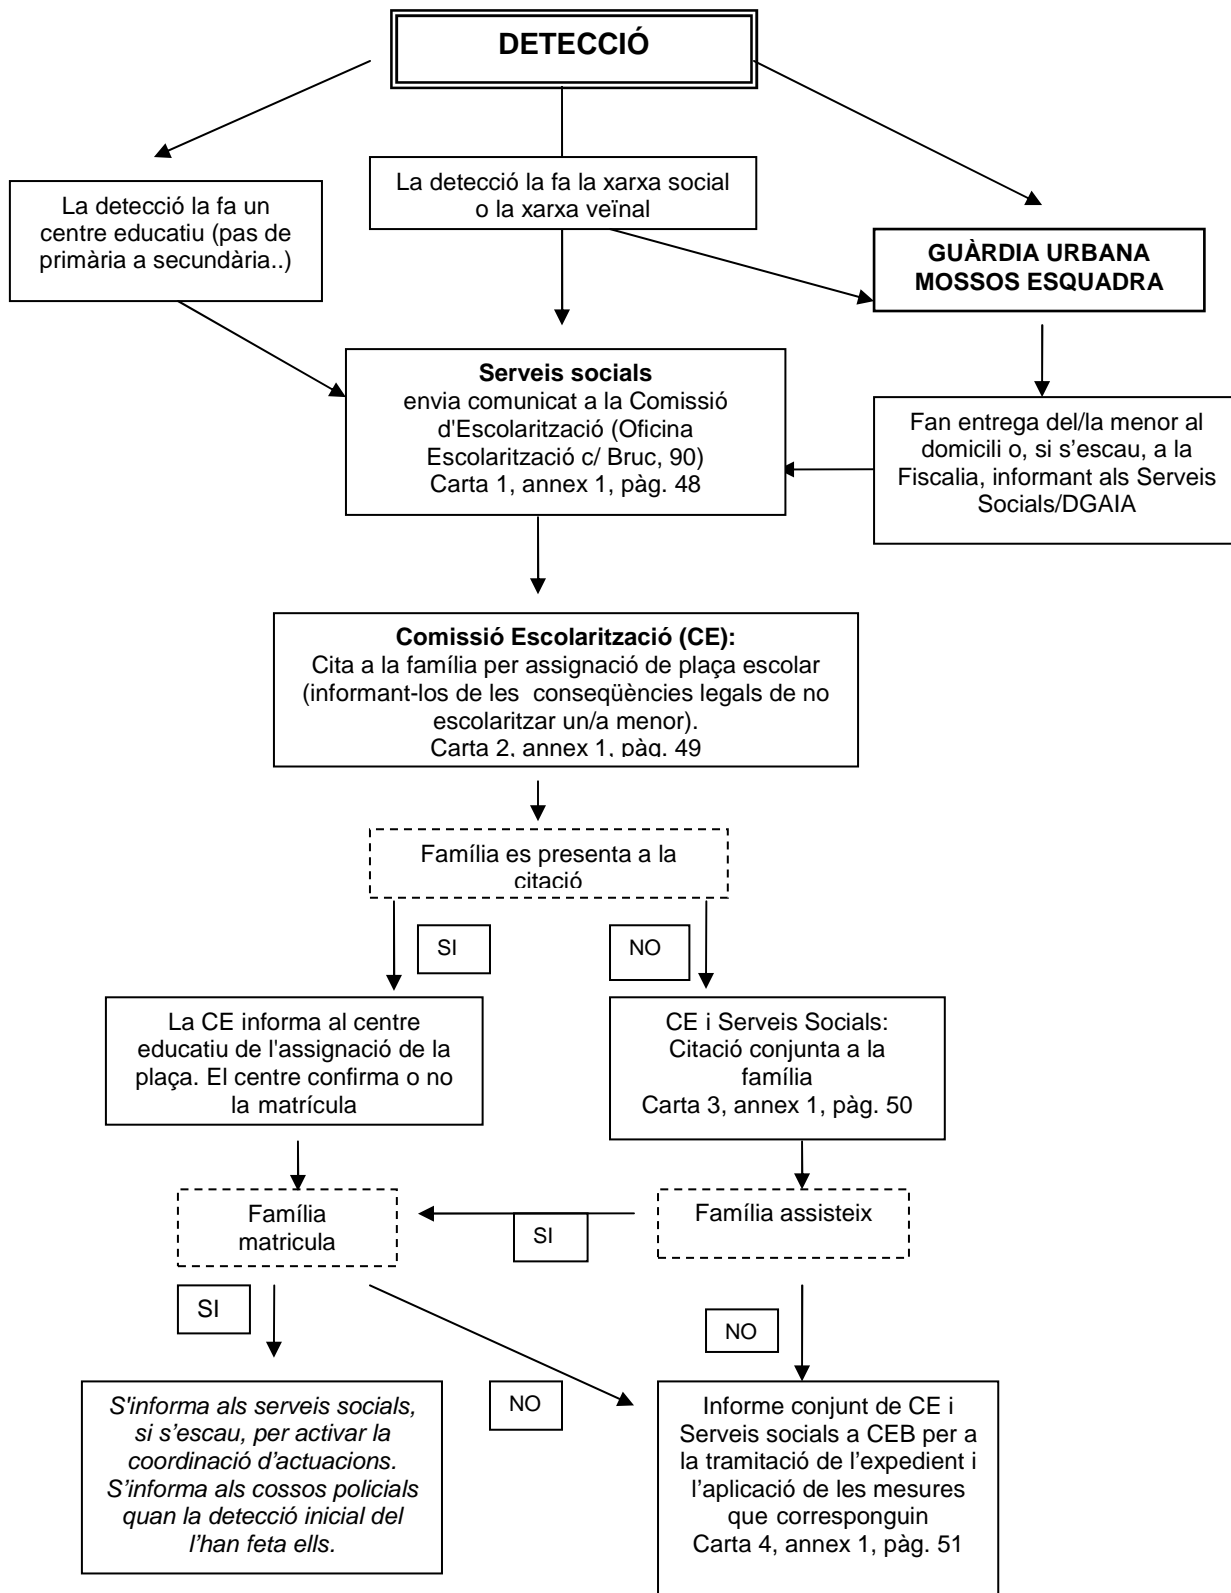 DETECCIÓ
La detecció la fa un
centre educatiu (pas de
primària a secundària..)
La detecció la fa la xarxa social
o la xarxa veïnal
GUÀRDIA URBANA
MOSSOS ESQUADRA
Serveis socials
envia comunicat a la Comissió
d'Escolarització (Oficina
Escolarització c/ Bruc, 90)
Carta 1, annex 1, pàg. 48
Fan entrega del/la menor al
domicili o, si s’escau, a la
Fiscalia, informant als Serveis
Socials/DGAIA
Comissió Escolarització (CE):
Cita a la família per assignació de plaça escolar
(informant-los de les conseqüències legals de no
escolaritzar un/a menor).
Carta 2, annex 1, pàg. 49
Família es presenta a la
citació
SI
NO
La CE informa al centre
educatiu de l'assignació de la
plaça. El centre confirma o no
la matrícula
CE i Serveis Socials:
Citació conjunta a la
família
Carta 3, annex 1, pàg. 50
Família
matricula
SI
Família assisteix
SI
NO
NO
S'informa als serveis socials,
si s’escau, per activar la
coordinació d’actuacions.
S’informa als cossos policials
quan la detecció inicial del
l’han feta ells.
Informe conjunt de CE i
Serveis socials a CEB per a
la tramitació de l’expedient i
l’aplicació de les mesures
que corresponguin
Carta 4, annex 1, pàg. 51